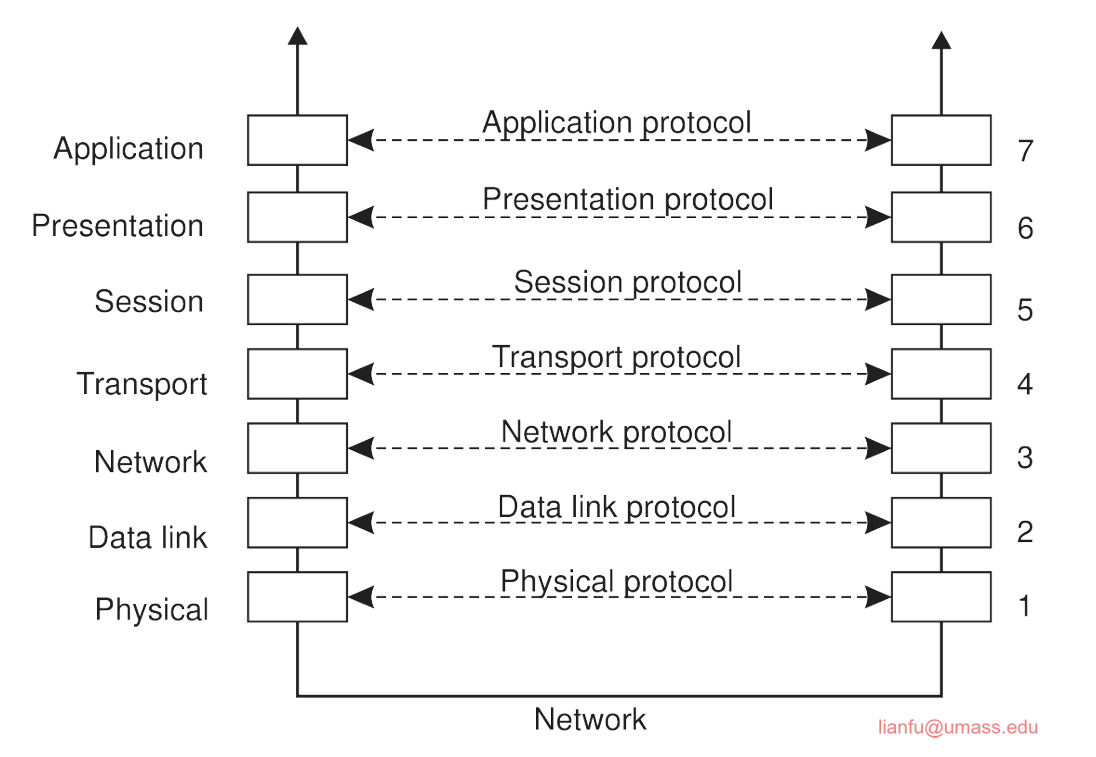 Application protocol
Application
7
Presentation protocol
Presentation
6
Session protocol
Session
5
Transport protocol
Transport
4
Network protocol
Network
3
Data link protocol
Data link
2
Physical protocol
Physical
1
Network
lianfu@umass.edu